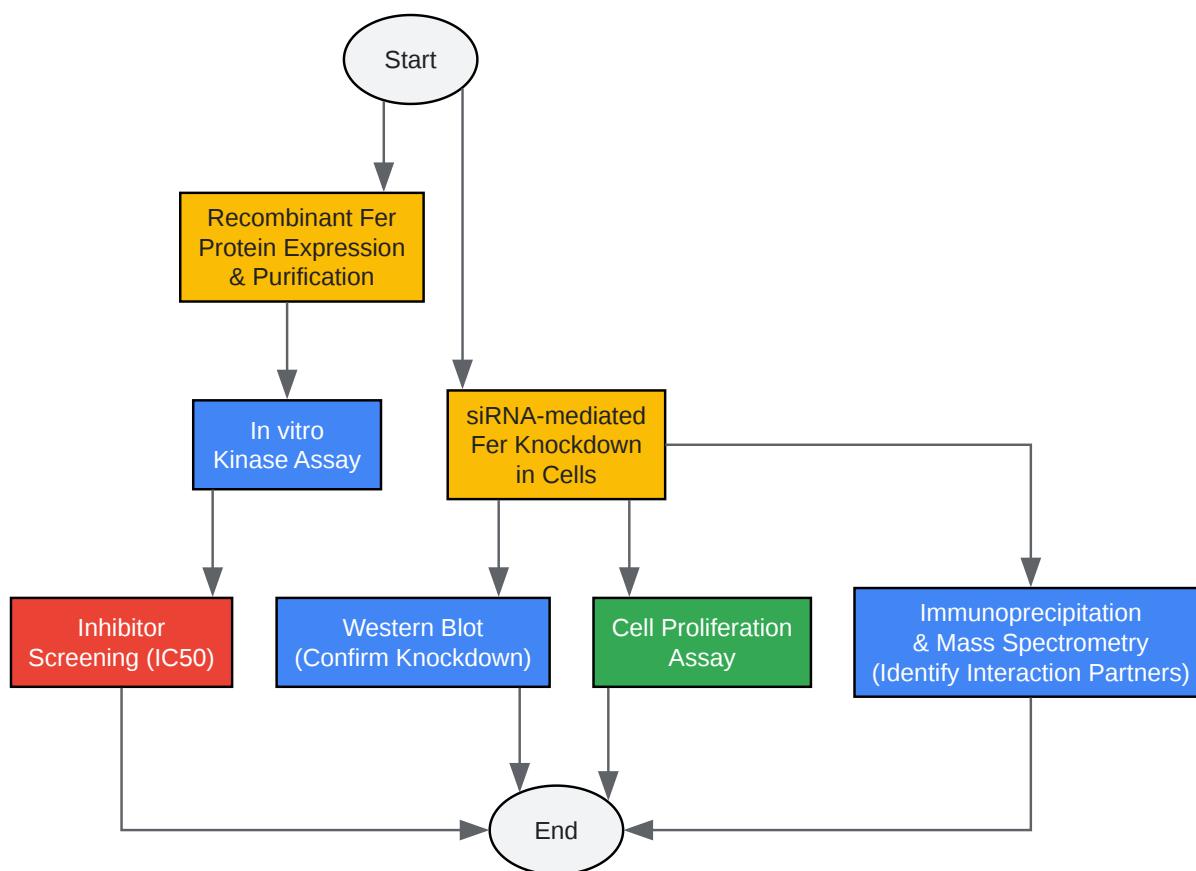 Start
Recombinant Fer
Protein Expression
& Purification
In vitro
Kinase Assay
siRNA-mediated
Fer Knockdown
in Cells
Inhibitor
Screening (IC50)
Western Blot
(Confirm Knockdown)
Cell Proliferation
Assay
Immunoprecipitation
& Mass Spectrometry
(Identify Interaction Partners)
End